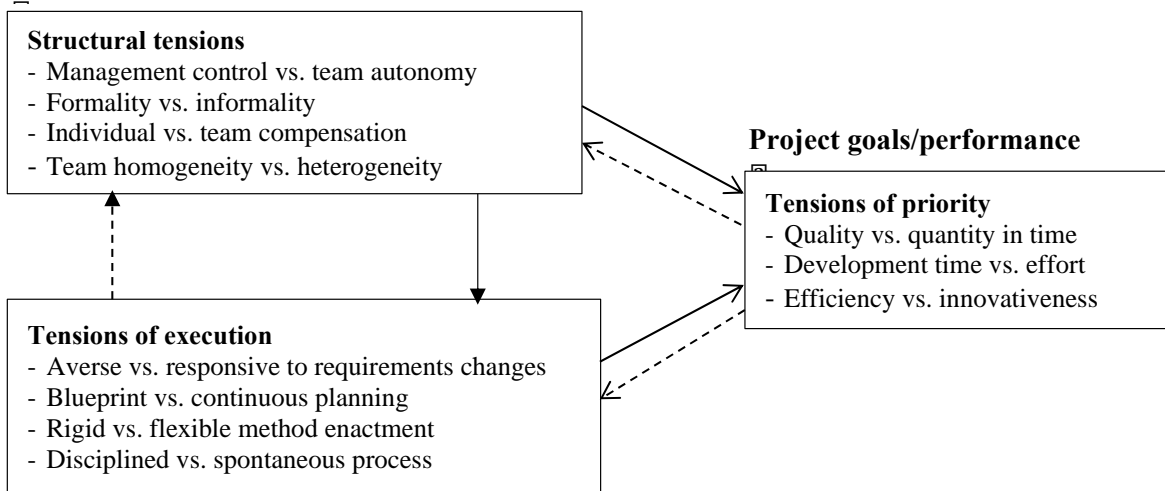 Structural tensions
- Management control vs. team autonomy
- Formality vs. informality
- Individual vs. team compensation
- Team homogeneity vs. heterogeneity
Project goals/performance
Tensions of priority
- Quality vs. quantity in time
- Development time vs. effort
- Efficiency vs. innovativeness
Tensions of execution
- Averse vs. responsive to requirements changes
- Blueprint vs. continuous planning
- Rigid vs. flexible method enactment
- Disciplined vs. spontaneous process